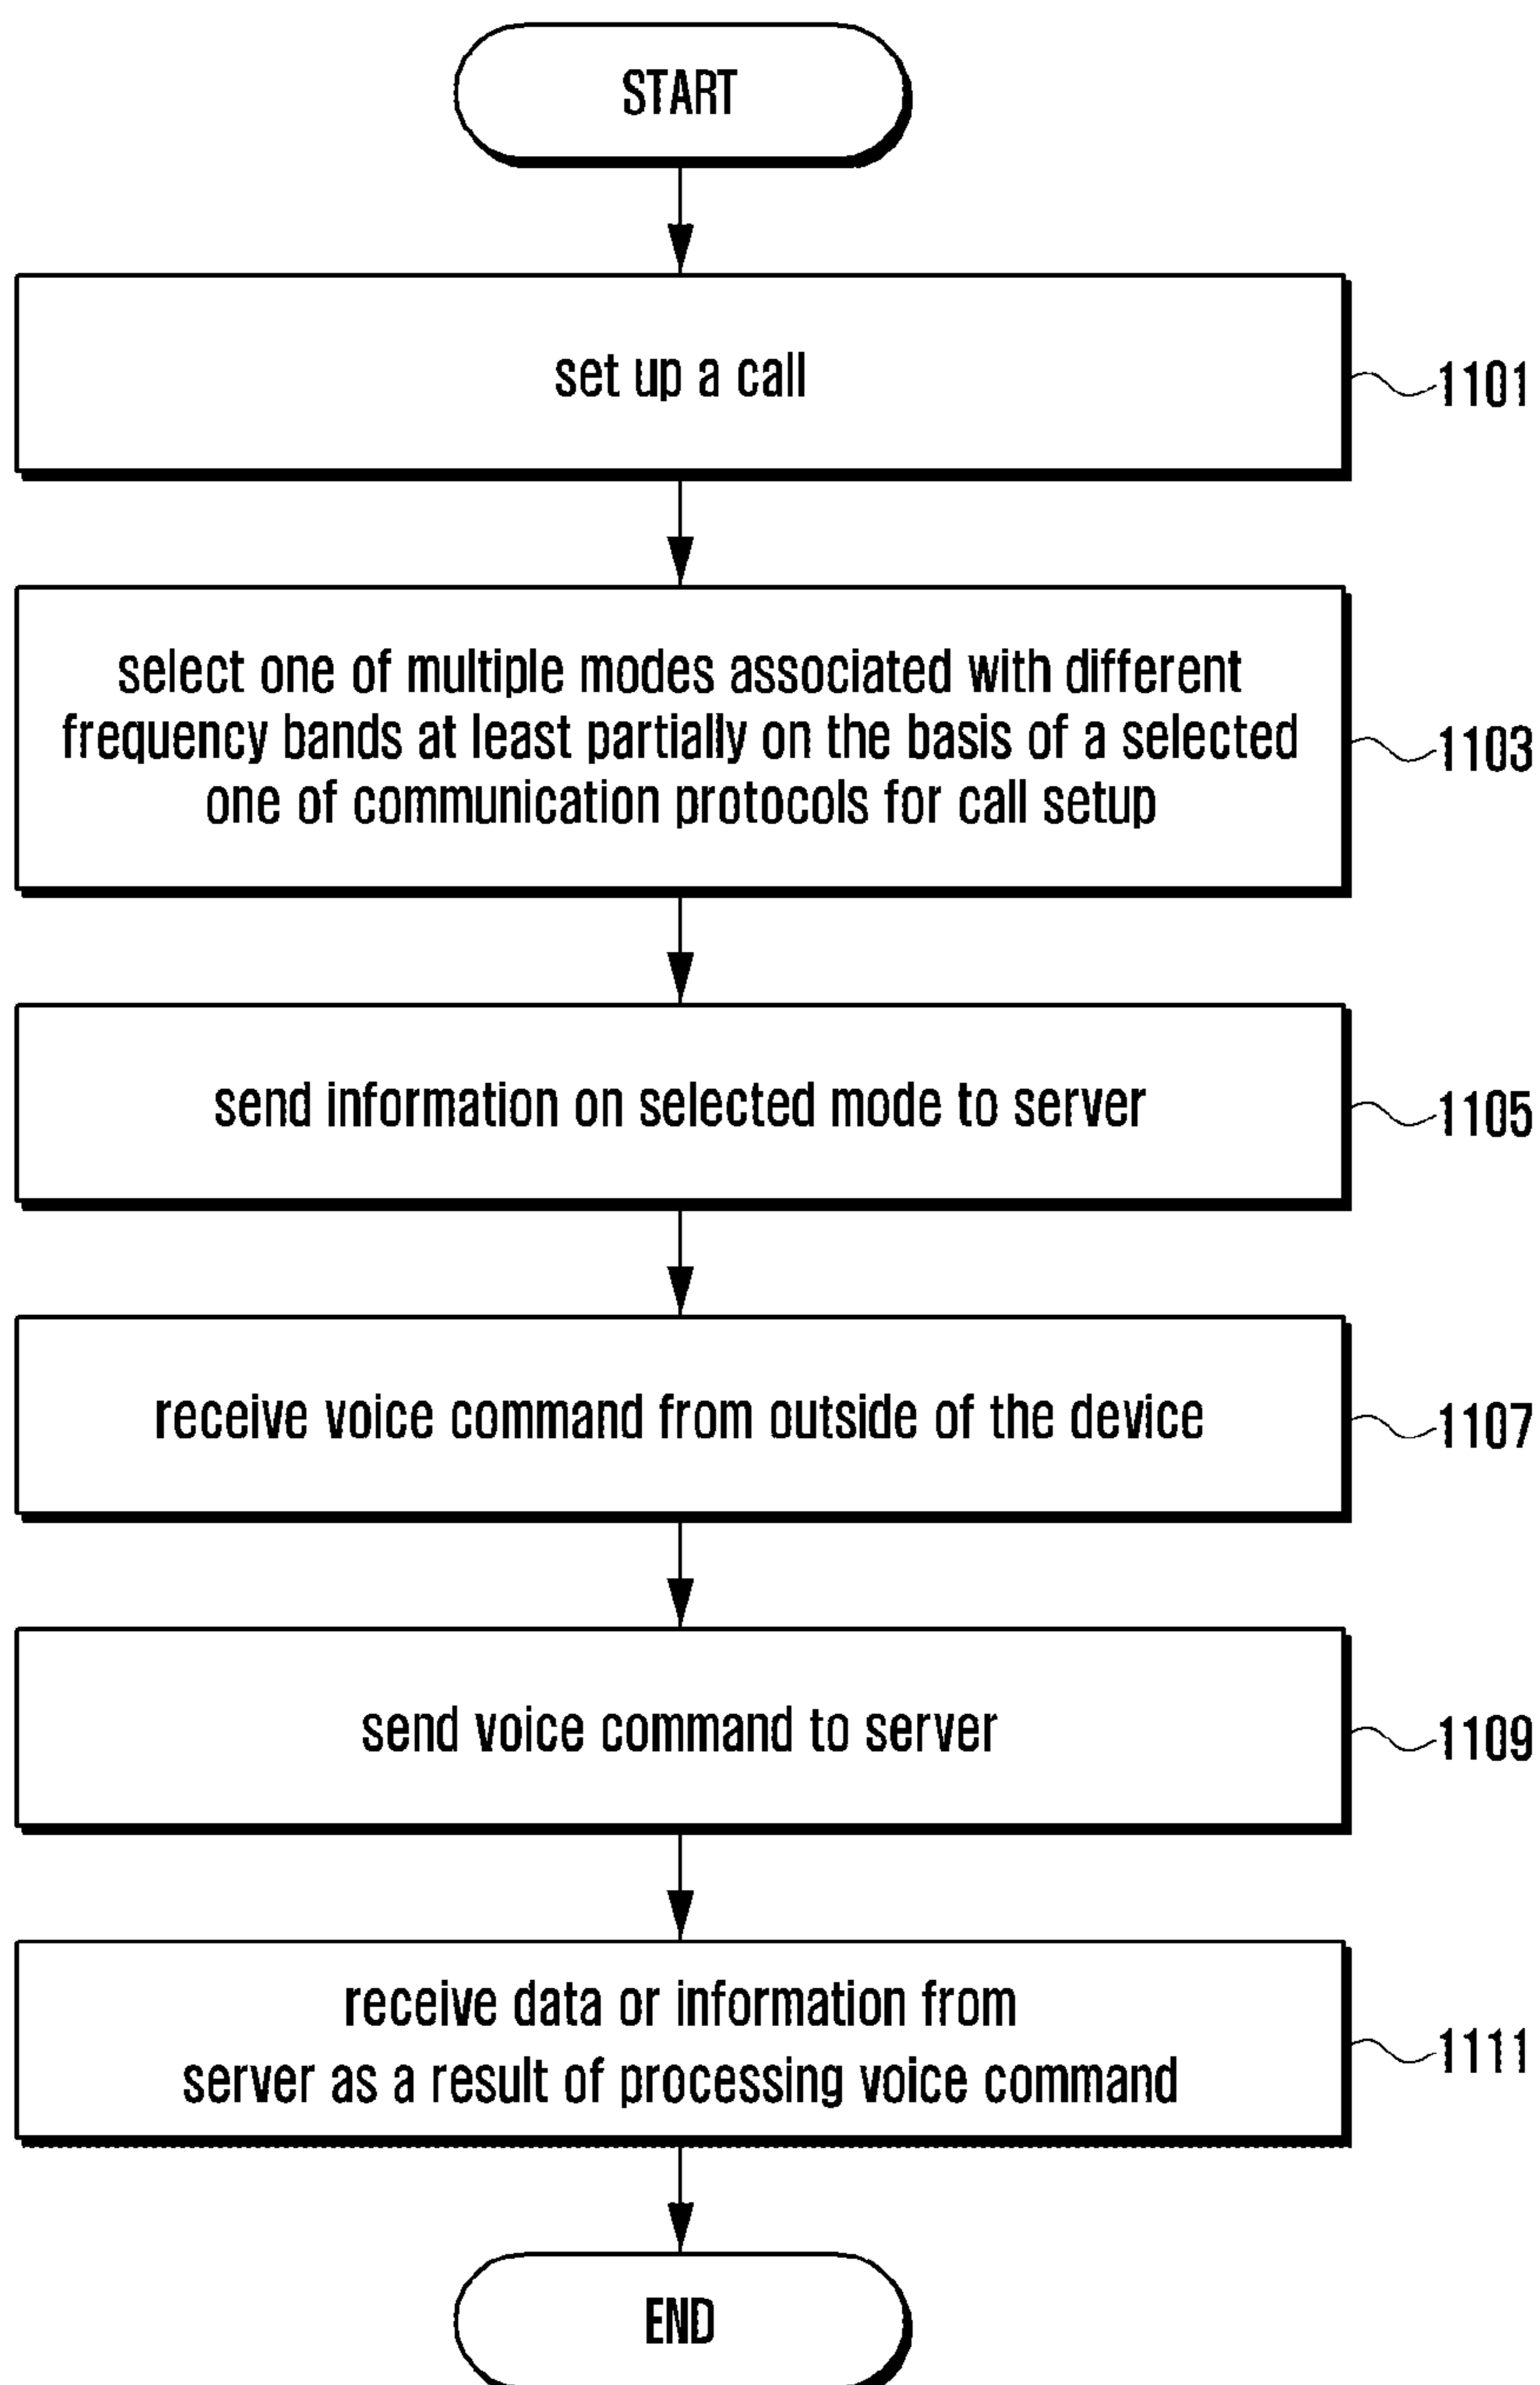 START
set up a call
1101
select one of multiple modes associated with different
frequency bands at least partially on the basis of a selected
one of communication protocols for call setup
1103
send information on selected mode to server
1105
receive voice command from outside of the device
1107
send voice command to server
1109
receive data or information from
server as a result of processing voice command
1111
END